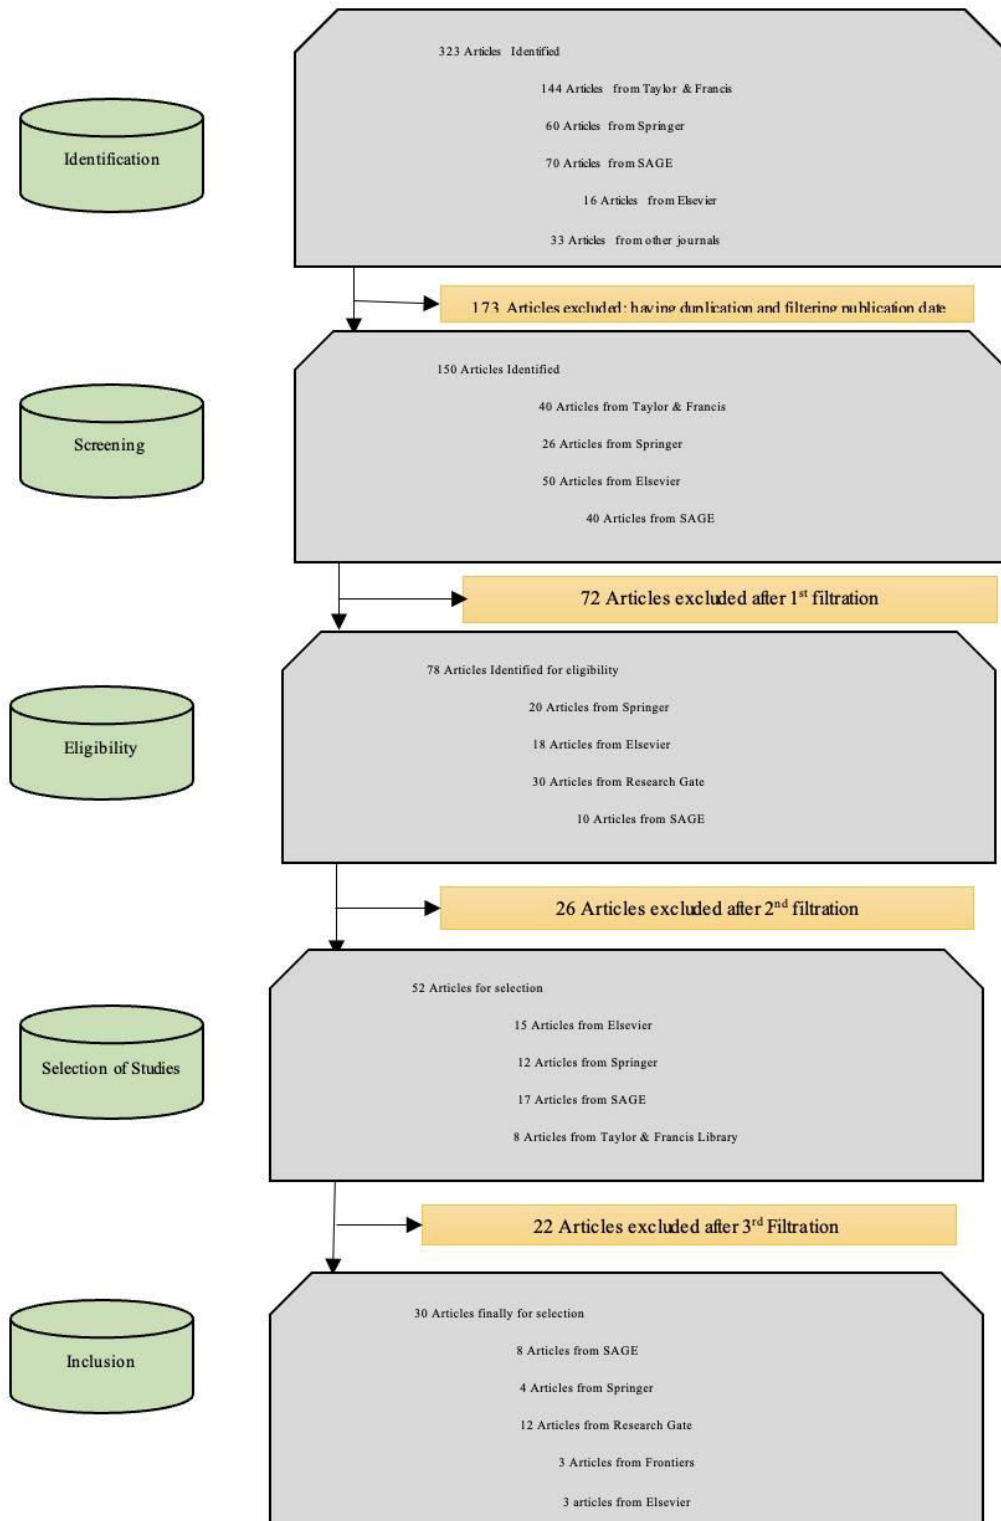 323 Articles Identified
144 Articles from Taylor & Francis
60 Articles from Springer
Identification
70 Articles from SAGE
16 Articles from Elsevier
33 Articles from other journals
173 Articles excluded: having duplication and filtering publication date
150 Articles Identified
40 Articles from Taylor & Francis
Screening
26 Articles from Springer
50 Articles from Elsevier
40 Articles from SAGE
72 Articles excluded after 1st filtration
78 Articles Identified for eligibility
20 Articles from Springer
Eligibility
18 Articles from Elsevier
30 Articles from Research Gate
10 Articles from SAGE
26 Articles excluded after 2nd filtration
52 Articles for selection
15 Articles from Elsevier
Selection of Studies
12 Articles from Springer
17 Articles from SAGE
8 Articles from Taylor & Francis Library
22 Articles excluded after 3rd Filtration
30 Articles finally for selection
8 Articles from SAGE
Inclusion
4 Articles from Springer
12 Articles from Research Gate
3 Articles from Frontiers
3 articles from Elsevier